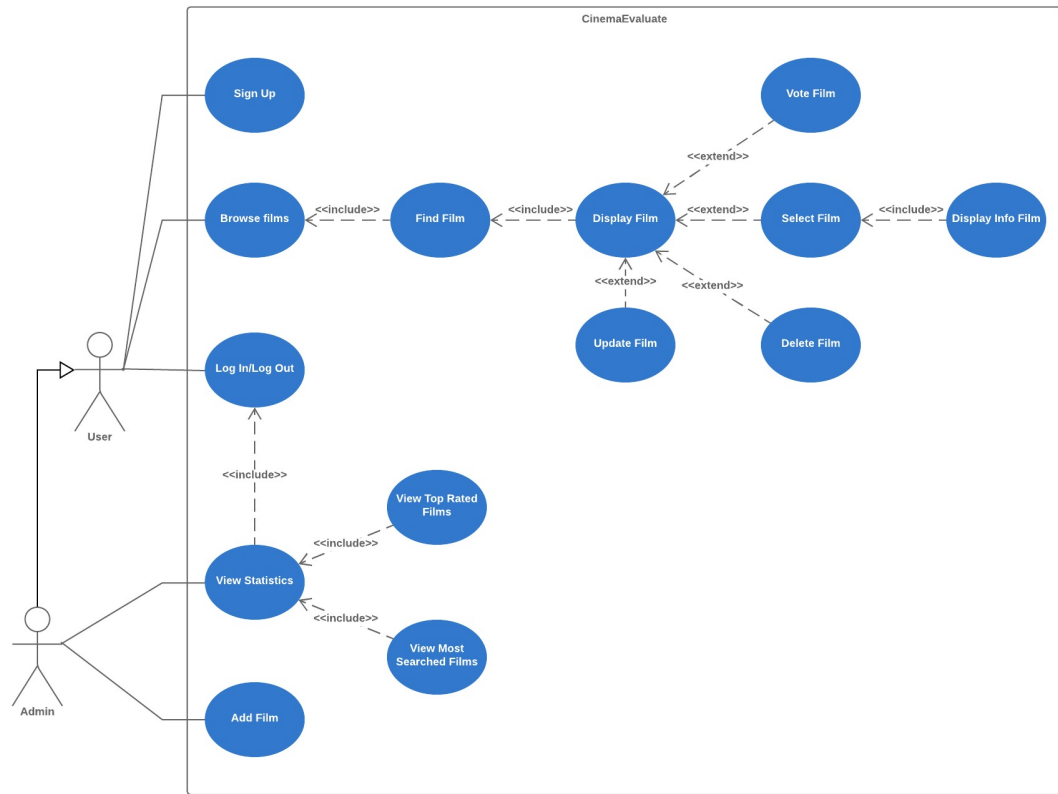 CinemaEvaluate
Sign Up
Vote Film
<<extend>>
Browse films
<<include>>
Find Film
<<include>>
Display Film
<<extend>>
Select Film
<<include>>
Display Info Film
<<extend>>
<<extend>>
Update Film
Delete Film
Log In/Log Out
User
<<include>>
View Top Rated
Films
<<include>>
View Statistics
<<include>>
View Most
Searched Films
Admin
Add Film